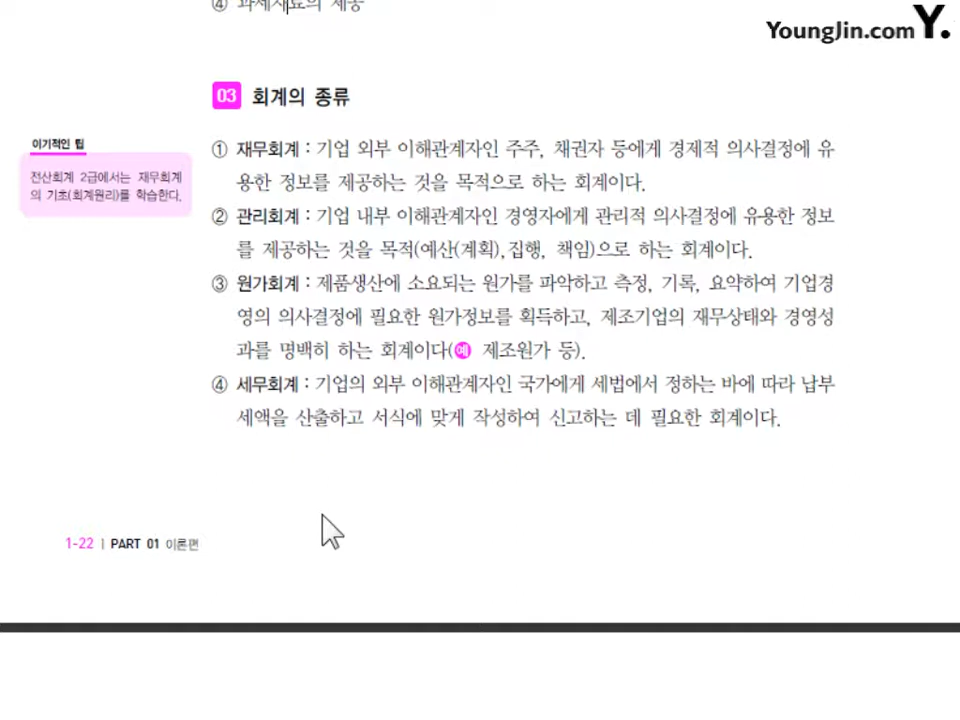 ④ 과세자료의 제공
YoungJin.com Y.
03 회계의 종류
이기적인 팁
전산회계 2급에서는 재무회계
의 기초(회계원리)를 학습한다.
① 재무회계 : 기업 외부 이해관계자인 주주, 채권자 등에게 경제적 의사결정에 유
용한 정보를 제공하는 것을 목적으로 하는 회계이다.
② 관리회계 : 기업 내부 이해관계자인 경영자에게 관리적 의사결정에 유용한 정보
를 제공하는 것을 목적(예산(계획), 집행, 책임)으로 하는 회계이다.
③ 원가회계 : 제품생산에 소요되는 원가를 파악하고 측정, 기록, 요약하여 기업경
영의 의사결정에 필요한 원가정보를 획득하고, 제조기업의 재무상태와 경영성
과를 명백히 하는 회계이다(예 제조원가 등).
④ 세무회계 : 기업의 외부 이해관계자인 국가에게 세법에서 정하는 바에 따라 납부
세액을 산출하고 서식에 맞게 작성하여 신고하는 데 필요한 회계이다.
1-22 | PART 01 이론편